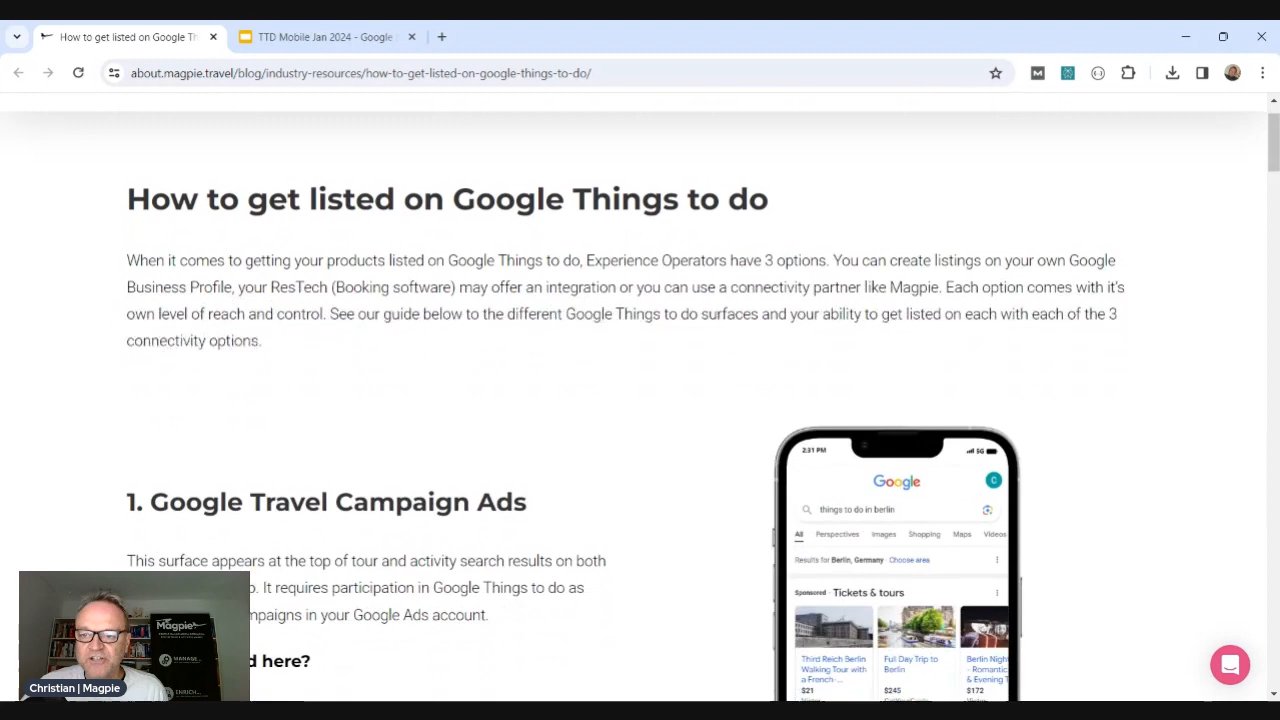 How to get listed on Google Th
TTD Mobile Jan 2024 - Google
about.magpie.travel/blog/industry-resources/how-to-get-listed-on-google-things-to-do/
How to get listed on Google Things to do
When it comes to getting your products listed on Google Things to do, Experience Operators have 3 options. You can create listings on your own Google
Business Profile, your ResTech (Booking software) may offer an integration or you can use a connectivity partner like Magpie. Each option comes with it's
own level of reach and control. See our guide below to the different Google Things to do surfaces and your ability to get listed on each with each of the 3
connectivity options.
1. Google Travel Campaign Ads
This surface appears at the top of tour and activity search results on both
p. It requires participation in Google Things to do as
mpaigns in your Google Ads account.
d here?
2:31 PM
5G
Google
C
things to do in berlin
All Perspectives Images Shopping Maps Videos
Results for Berlin, Germany Choose area
Sponsored · Tickets & tours
Third Reich Berlin
Walking Tour with
a French-...
$21
Full Day Trip to
Berlin
$245
Berlin Nigh
- Romantic
& Evening T
$172
Magpie
MANAGE
ENRICH
Christian | Magpie